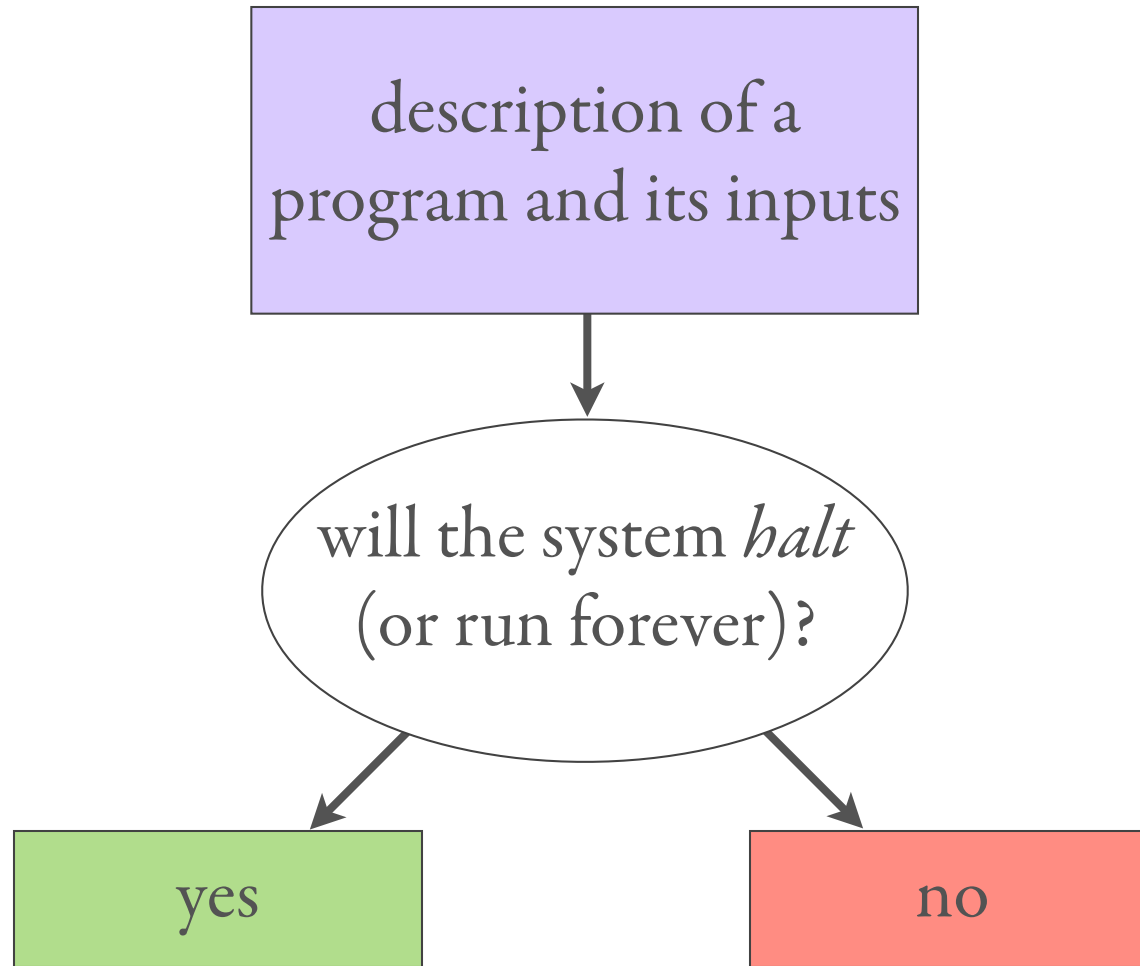 description of a
program and its inputs
will the system halt
(or run forever)?
yes
no